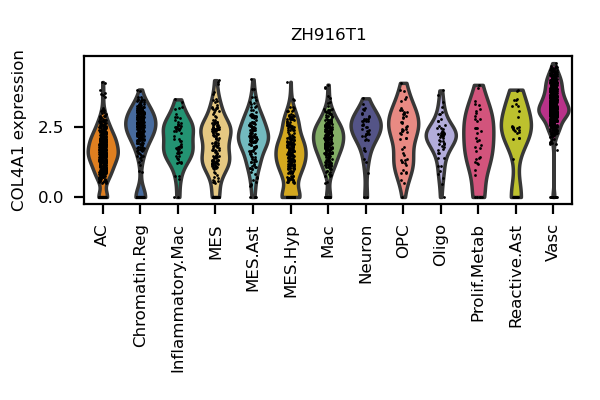 ZH916T1
COL4A1 expression
2.5
0.0
AC
Chromatin.Reg
Inflammatory.Mac
MES
MES.Ast
MES.Hyp
Mac
Neuron
OPC
Oligo
Prolif.Metab
Reactive.Ast
Vasc